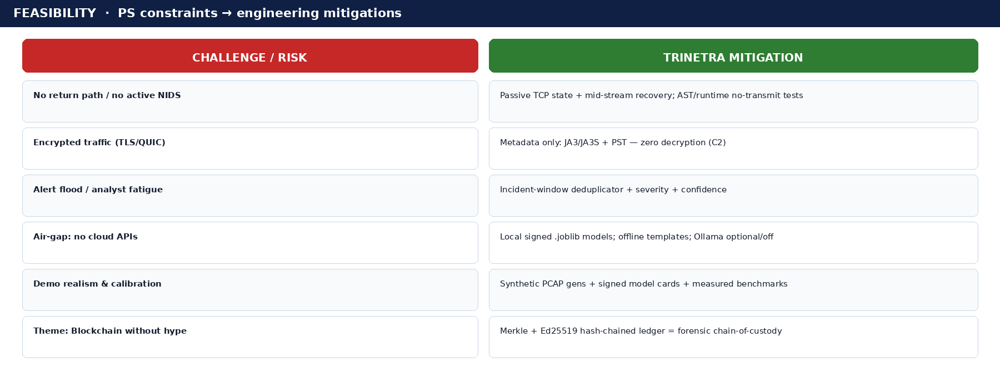 FEASIBILITY · PS constraints → engineering mitigations
CHALLENGE / RISK
TRINETRA MITIGATION
No return path / no active NIDS
Passive TCP state + mid-stream recovery; AST/runtime no-transmit tests
Encrypted traffic (TLS/QUIC)
Metadata only: JA3/JA3S + PST — zero decryption (C2)
Alert flood / analyst fatigue
Incident-window deduplicator + severity + confidence
Air-gap: no cloud APIs
Local signed .joblib models; offline templates; Ollama optional/off
Demo realism & calibration
Synthetic PCAP gens + signed model cards + measured benchmarks
Theme: Blockchain without hype
Merkle + Ed25519 hash-chained ledger = forensic chain-of-custody